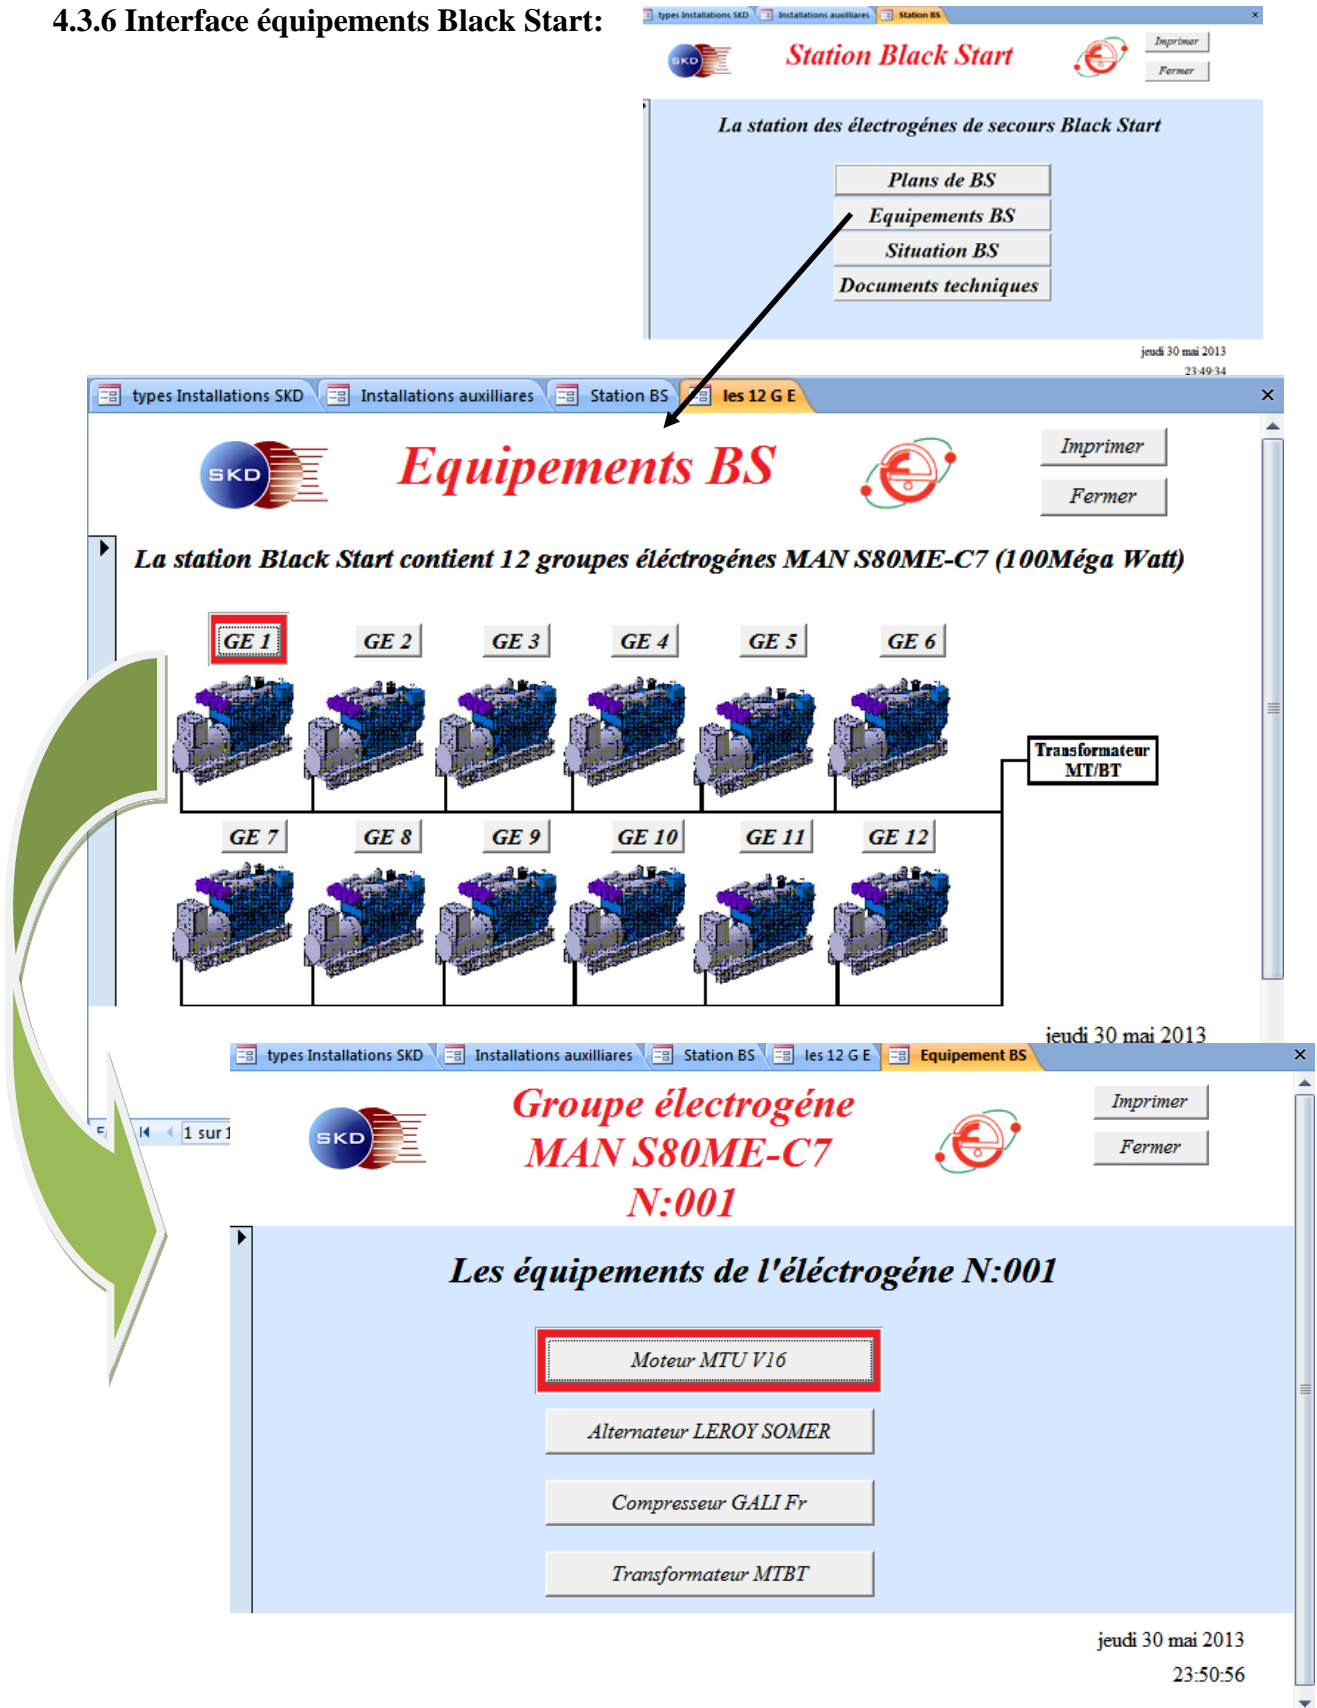 4.3.6 Interface équipements Black Start:
types Installations SKD Installations auxilliares Station BS
SKD
Station Black Start
Imprimer
Fermer
La station des électrogénes de secours Black Start
Plans de BS
Equipements BS
Situation BS
Documents techniques
jeudi 30 mai 2013
23:49:34
types Installations SKD Installations auxilliares Station BS les 12 G E
SKD
Equipements BS
Imprimer
Fermer
La station Black Start contient 12 groupes éléctrogénes MAN S80ME-C7 (100Méga Watt)
GE 1 GE 2 GE 3 GE 4 GE 5 GE 6
Transformateur
MT/BT
GE 7 GE 8 GE 9 GE 10 GE 11 GE 12
jeudi 30 mai 2013
1 sur 1
types Installations SKD Installations auxilliares Station BS les 12 G E Equipement BS
SKD
Groupe électrogéne
MAN S80ME-C7
N:001
Imprimer
Fermer
Les équipements de l'éléctrogéne N:001
Moteur MTU V16
Alternateur LEROY SOMER
Compresseur GALI Fr
Transformateur MTBT
jeudi 30 mai 2013
23:50:56